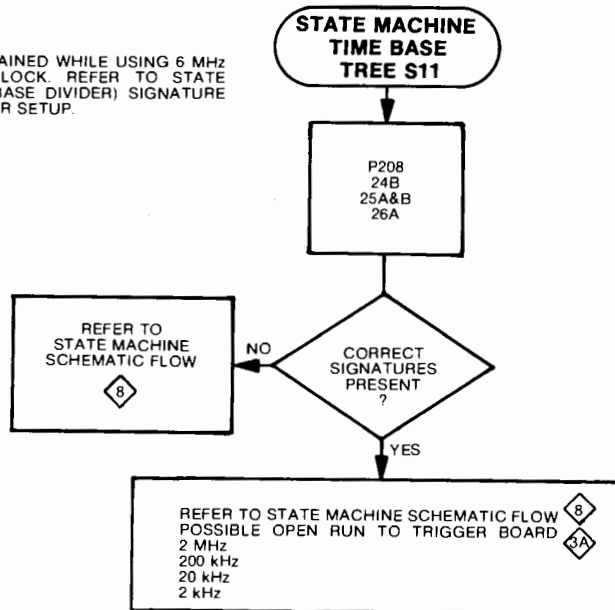 AINED WHILE USING 6 MHz
LOCK. REFER TO STATE
BASE DIVIDER) SIGNATURE
R SETUP.
STATE MACHINE
TIME BASE
TREE S11
P208
24B
25A&B
26A
CORRECT
SIGNATURES
PRESENT
?
NO
REFER TO
STATE MACHINE
SCHEMATIC FLOW
8
YES
REFER TO STATE MACHINE SCHEMATIC FLOW 8
POSSIBLE OPEN RUN TO TRIGGER BOARD 3A
2 MHz
200 kHz
20 kHz
2 kHz